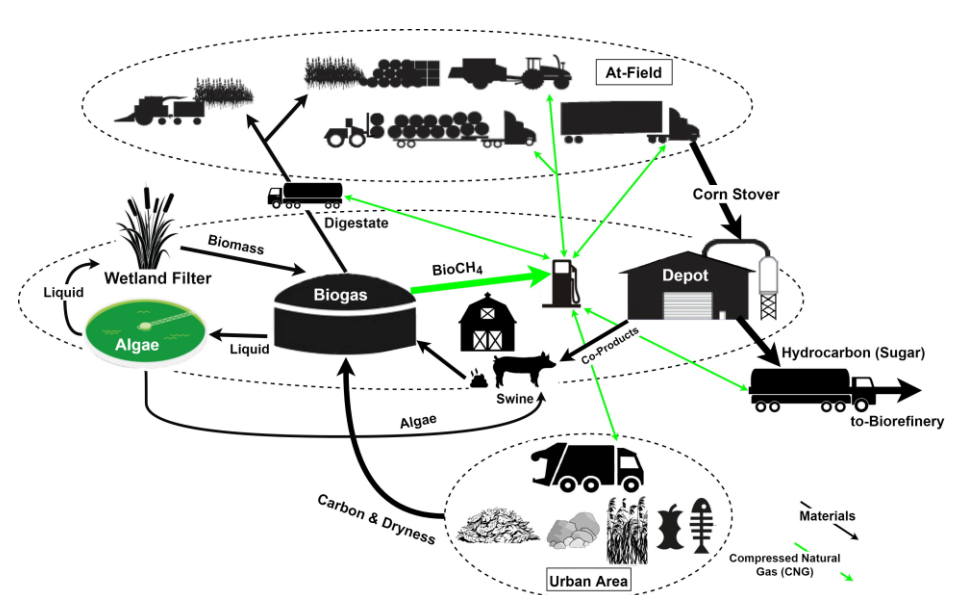 At-Field
Corn Stover
Digestate
Biomass
Wetland Filter
BioCH4
Depot
Liquid
Biogas
Algae
Liquid
Co-Products
Hydrocarbon (Sugar)
Swine
Algae
to-Biorefinery
Carbon & Dryness
Materials
Compressed Natural
Gas (CNG)
Urban Area